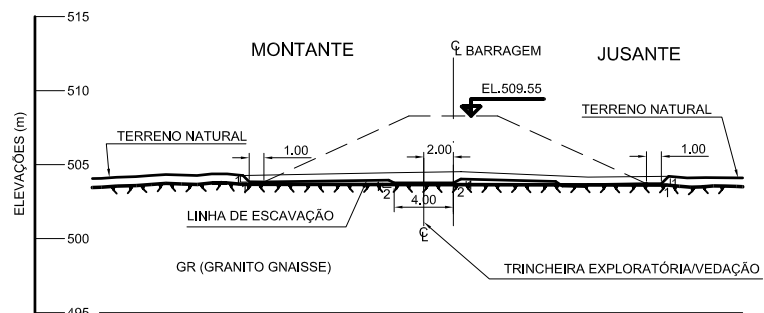 515
MONTANTE
℄ BARRAGEM
JUSANTE
510
EL.509.55
TERRENO NATURAL
TERRENO NATURAL
1.00
2.00
1.00
505
ELEVAÇÕES (m)
1
1
2
2
1
1
4.00
LINHA DE ESCAVAÇÃO
500
℄
GR (GRANITO GNAISSE)
TRINCHEIRA EXPLORATÓRIA/VEDAÇÃO
495